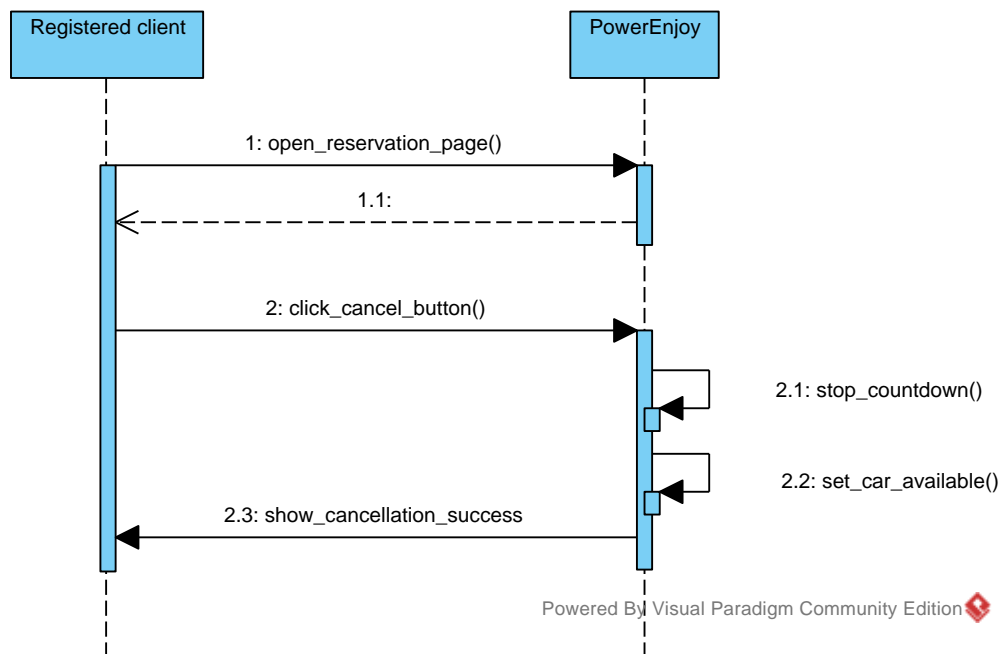 Registered client
PowerEnjoy
1: open_reservation_page()
1.1:
2: click_cancel_button()
2.1: stop_countdown()
2.2: set_car_available()
2.3: show_cancellation_success
Powered By Visual Paradigm Community Edition